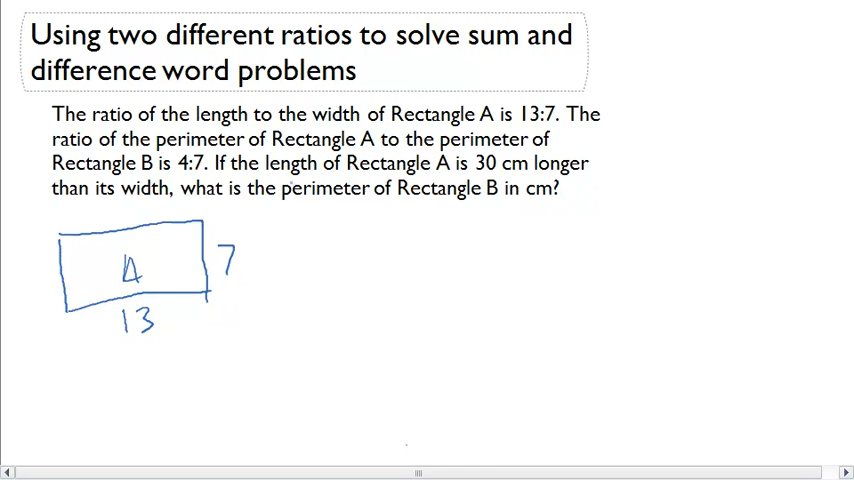 Using two different ratios to solve sum and
difference word problems
The ratio of the length to the width of Rectangle A is 13:7. The
ratio of the perimeter of Rectangle A to the perimeter of
Rectangle B is 4:7. If the length of Rectangle A is 30 cm longer
than its width, what is the perimeter of Rectangle B in cm?
A
7
13